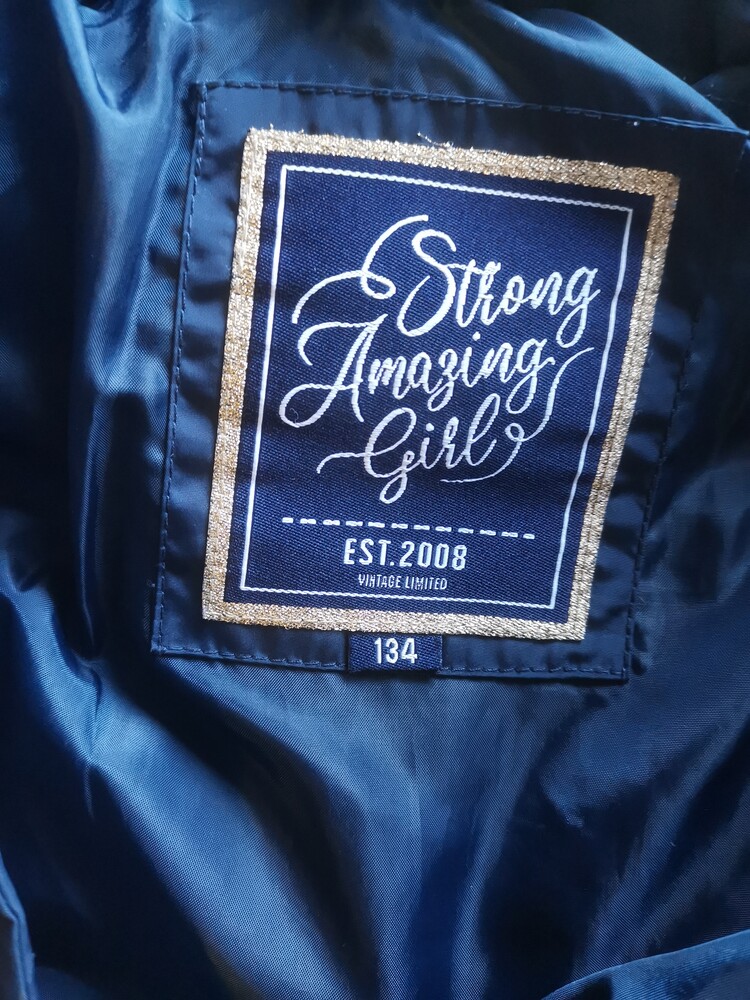 Strong
Amazing
Girl
EST.2008
VINTAGE LIMITED
134